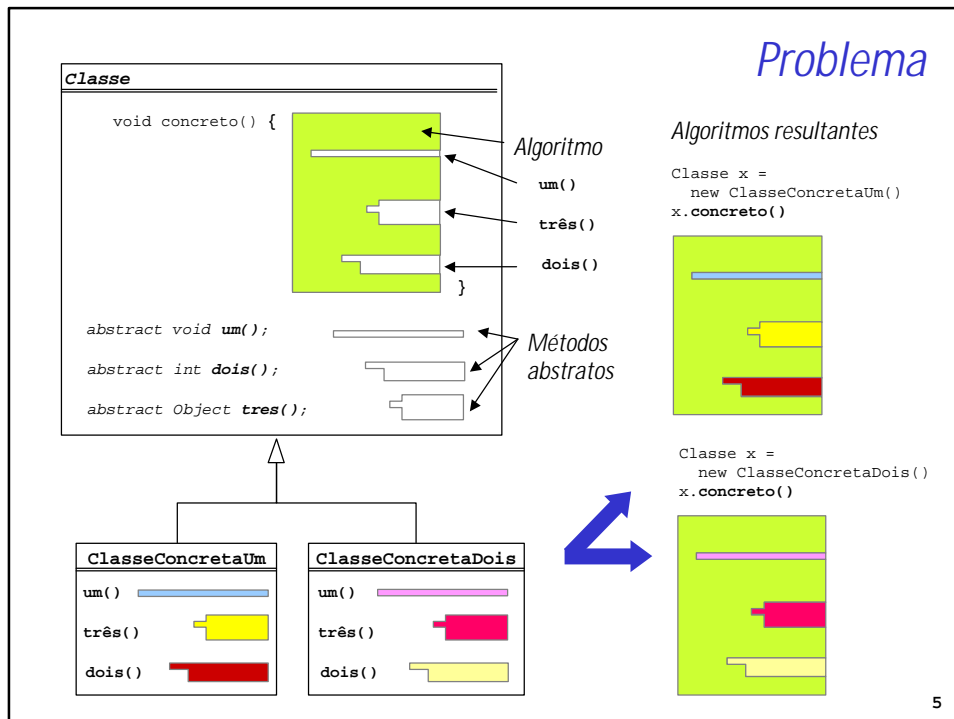 Problema
Classe
void concreto() {
Algoritmo
um()
três()
dois()
}
abstract void um();
abstract int dois();
abstract Object tres();
Métodos
abstratos
ClasseConcretaUm
um()
três()
dois()
ClasseConcretaDois
um()
três()
dois()
Algoritmos resultantes
Classe x =
new ClasseConcretaUm()
x.concreto()
Classe x =
new ClasseConcretaDois()
x.concreto()
5